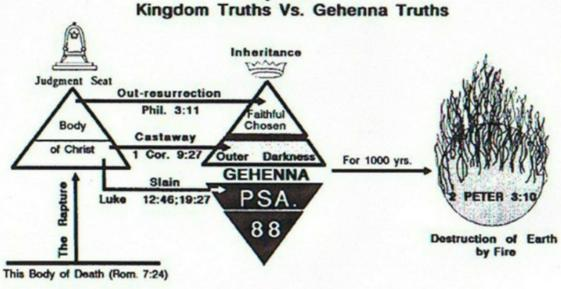 Kingdom Truths Vs. Gehenna Truths
Inheritance
Judgment Seat
Out-resurrection
Phil. 3:11
Faithful
Chosen
Body
of Christ
Castaway
1 Cor. 9:27
Outer Darkness
GEHENNA
For 1000 yrs.
Slain
Luke 12:46;19:27
PSA.
88
2 PETER 3:10
The Rapture
Destruction of Earth
by Fire
This Body of Death (Rom. 7:24)